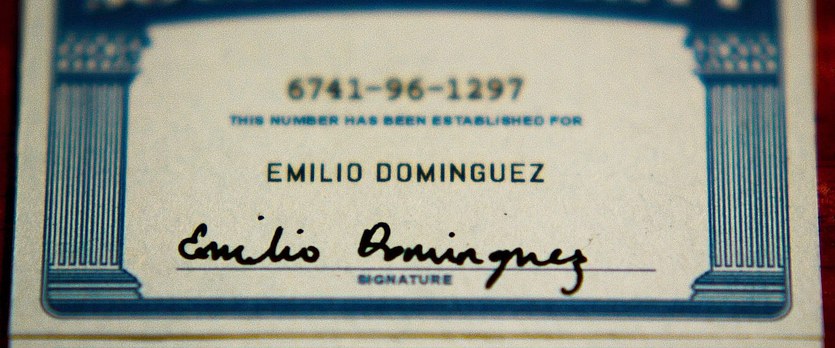 6741-96-1297
THIS NUMBER HAS BEEN ESTABLISHED FOR
EMILIO DOMINGUEZ
Emilio Dominguez
SIGNATURE